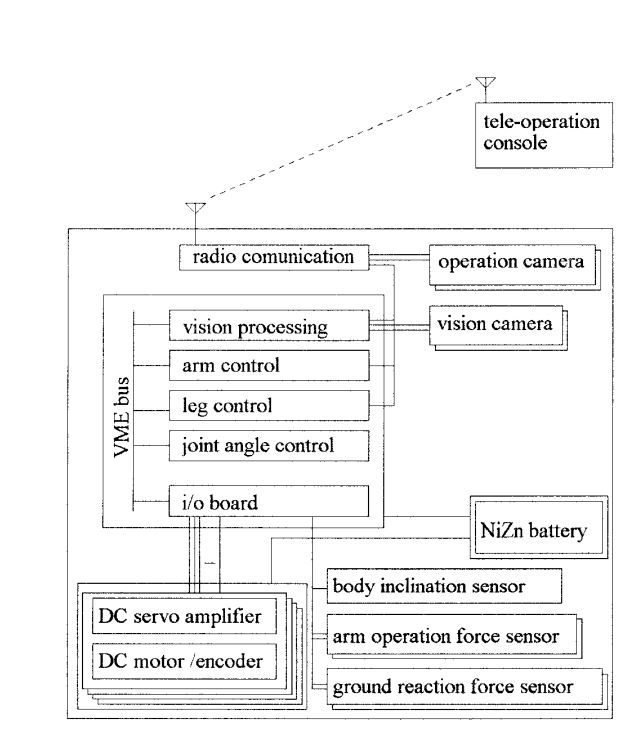 tele-operation
console
radio comunication
operation camera
vision processing
vision camera
arm control
VME bus
leg control
joint angle control
i/o board
NiZn battery
body inclination sensor
DC servo amplifier
arm operation force sensor
DC motor /encoder
ground reaction force sensor